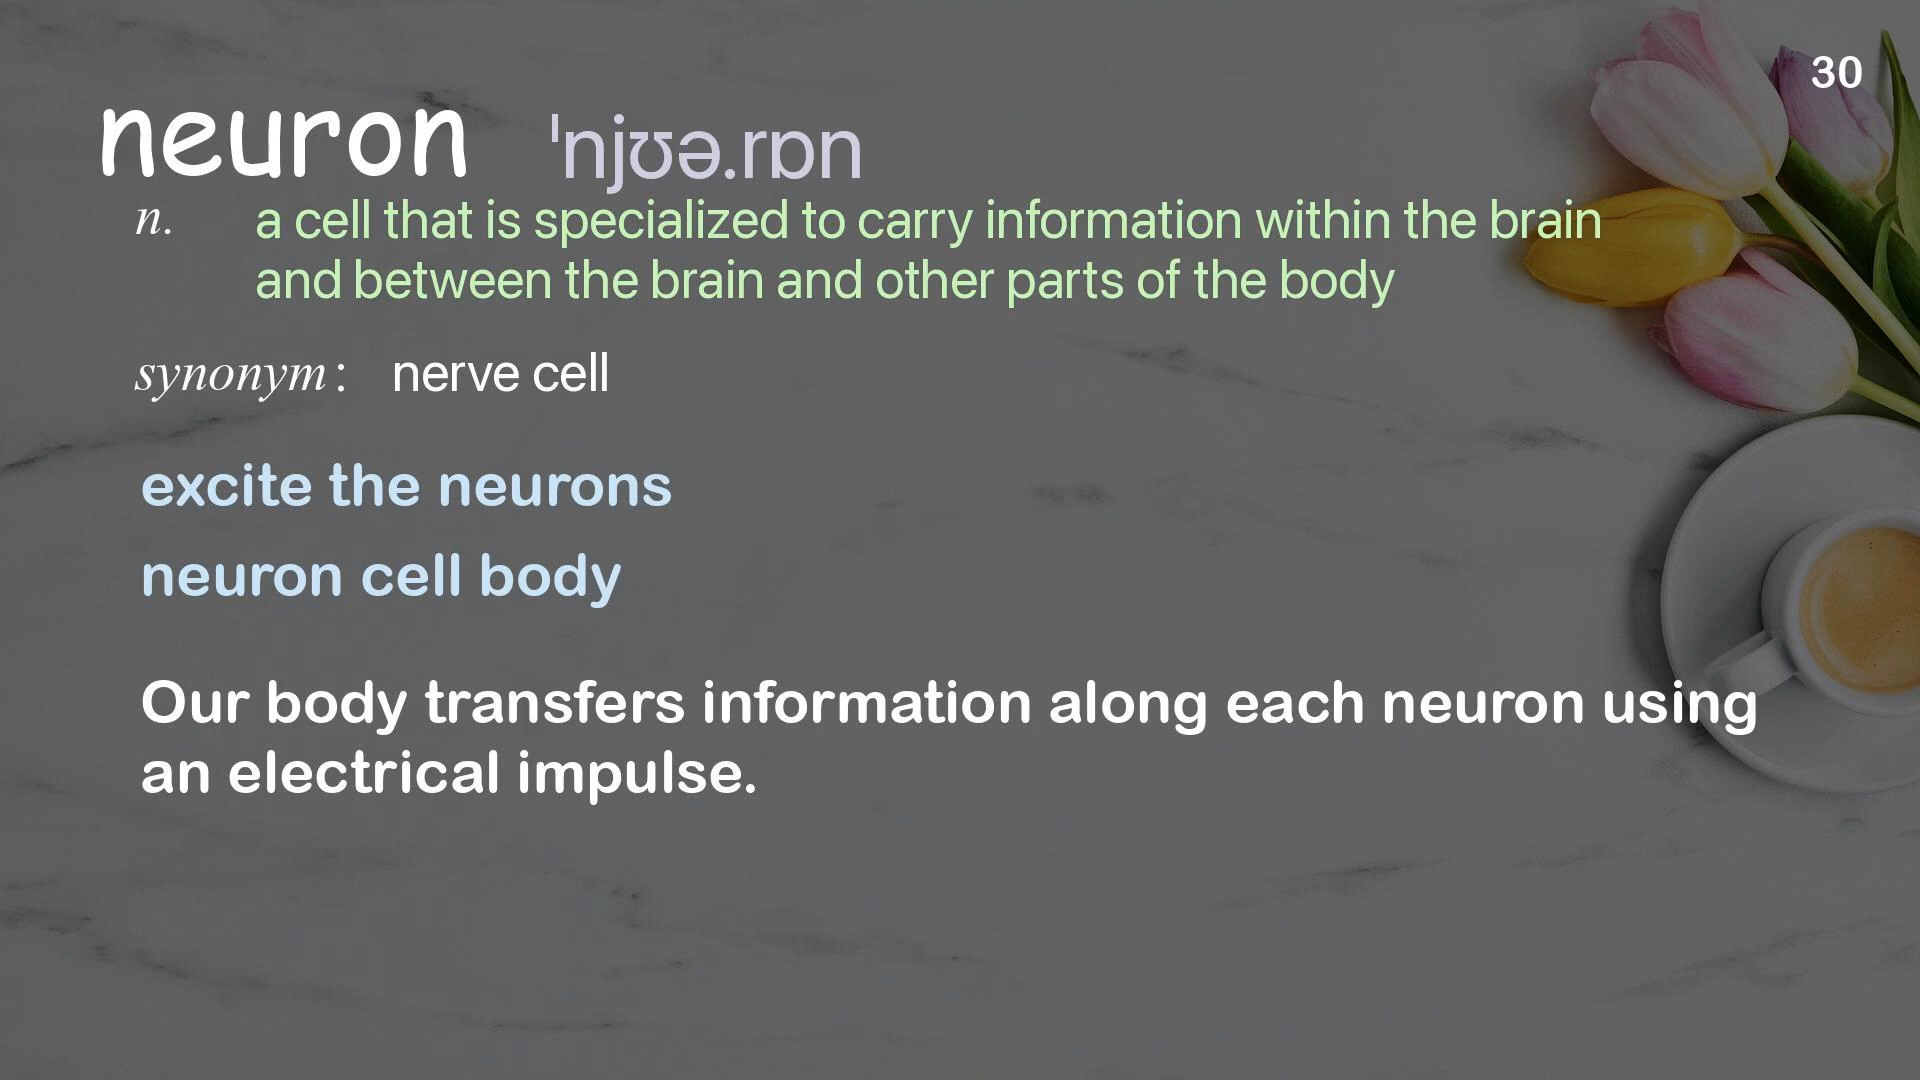 30
neuron ˈnjʊə.rɒn
n. a cell that is specialized to carry information within the brain
and between the brain and other parts of the body
synonym: nerve cell
excite the neurons
neuron cell body
Our body transfers information along each neuron using
an electrical impulse.